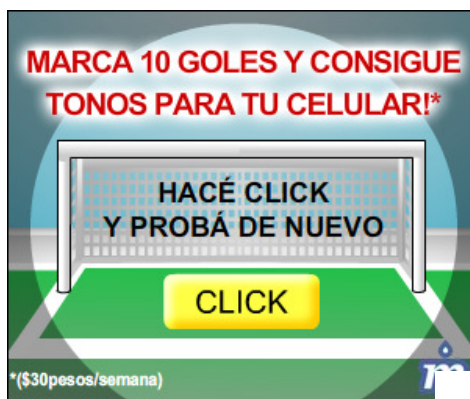 MARCA 10 GOLES Y CONSIGUE
TONOS PARA TU CELULAR!*
HACÉ CLICK
Y PROBÁ DE NUEVO
CLICK
*($30pesos/semana)
m